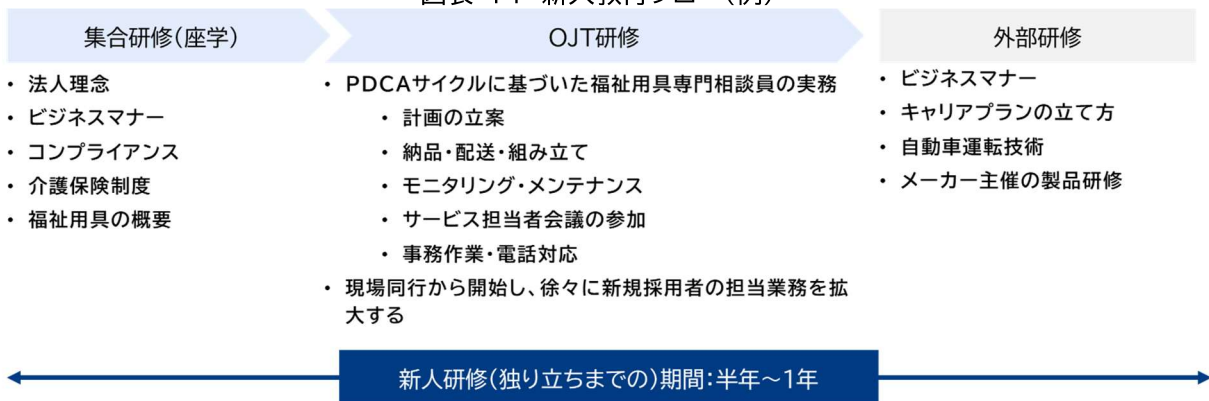 集合研修(座学)
OJT研修
外部研修
・ 法人理念
・ ビジネスマナー
・ コンプライアンス
・ 介護保険制度
・ 福祉用具の概要
・ PDCAサイクルに基づいた福祉用具専門相談員の実務
・ 計画の立案
・ 納品・配送・組み立て
・ モニタリング・メンテナンス
・ サービス担当者会議の参加
・ 事務作業・電話対応
・ 現場同行から開始し、徐々に新規採用者の担当業務を拡
大する
・ ビジネスマナー
・ キャリアプランの立て方
・ 自動車運転技術
・ メーカー主催の製品研修
新人研修(独り立ちまでの)期間:半年~1年